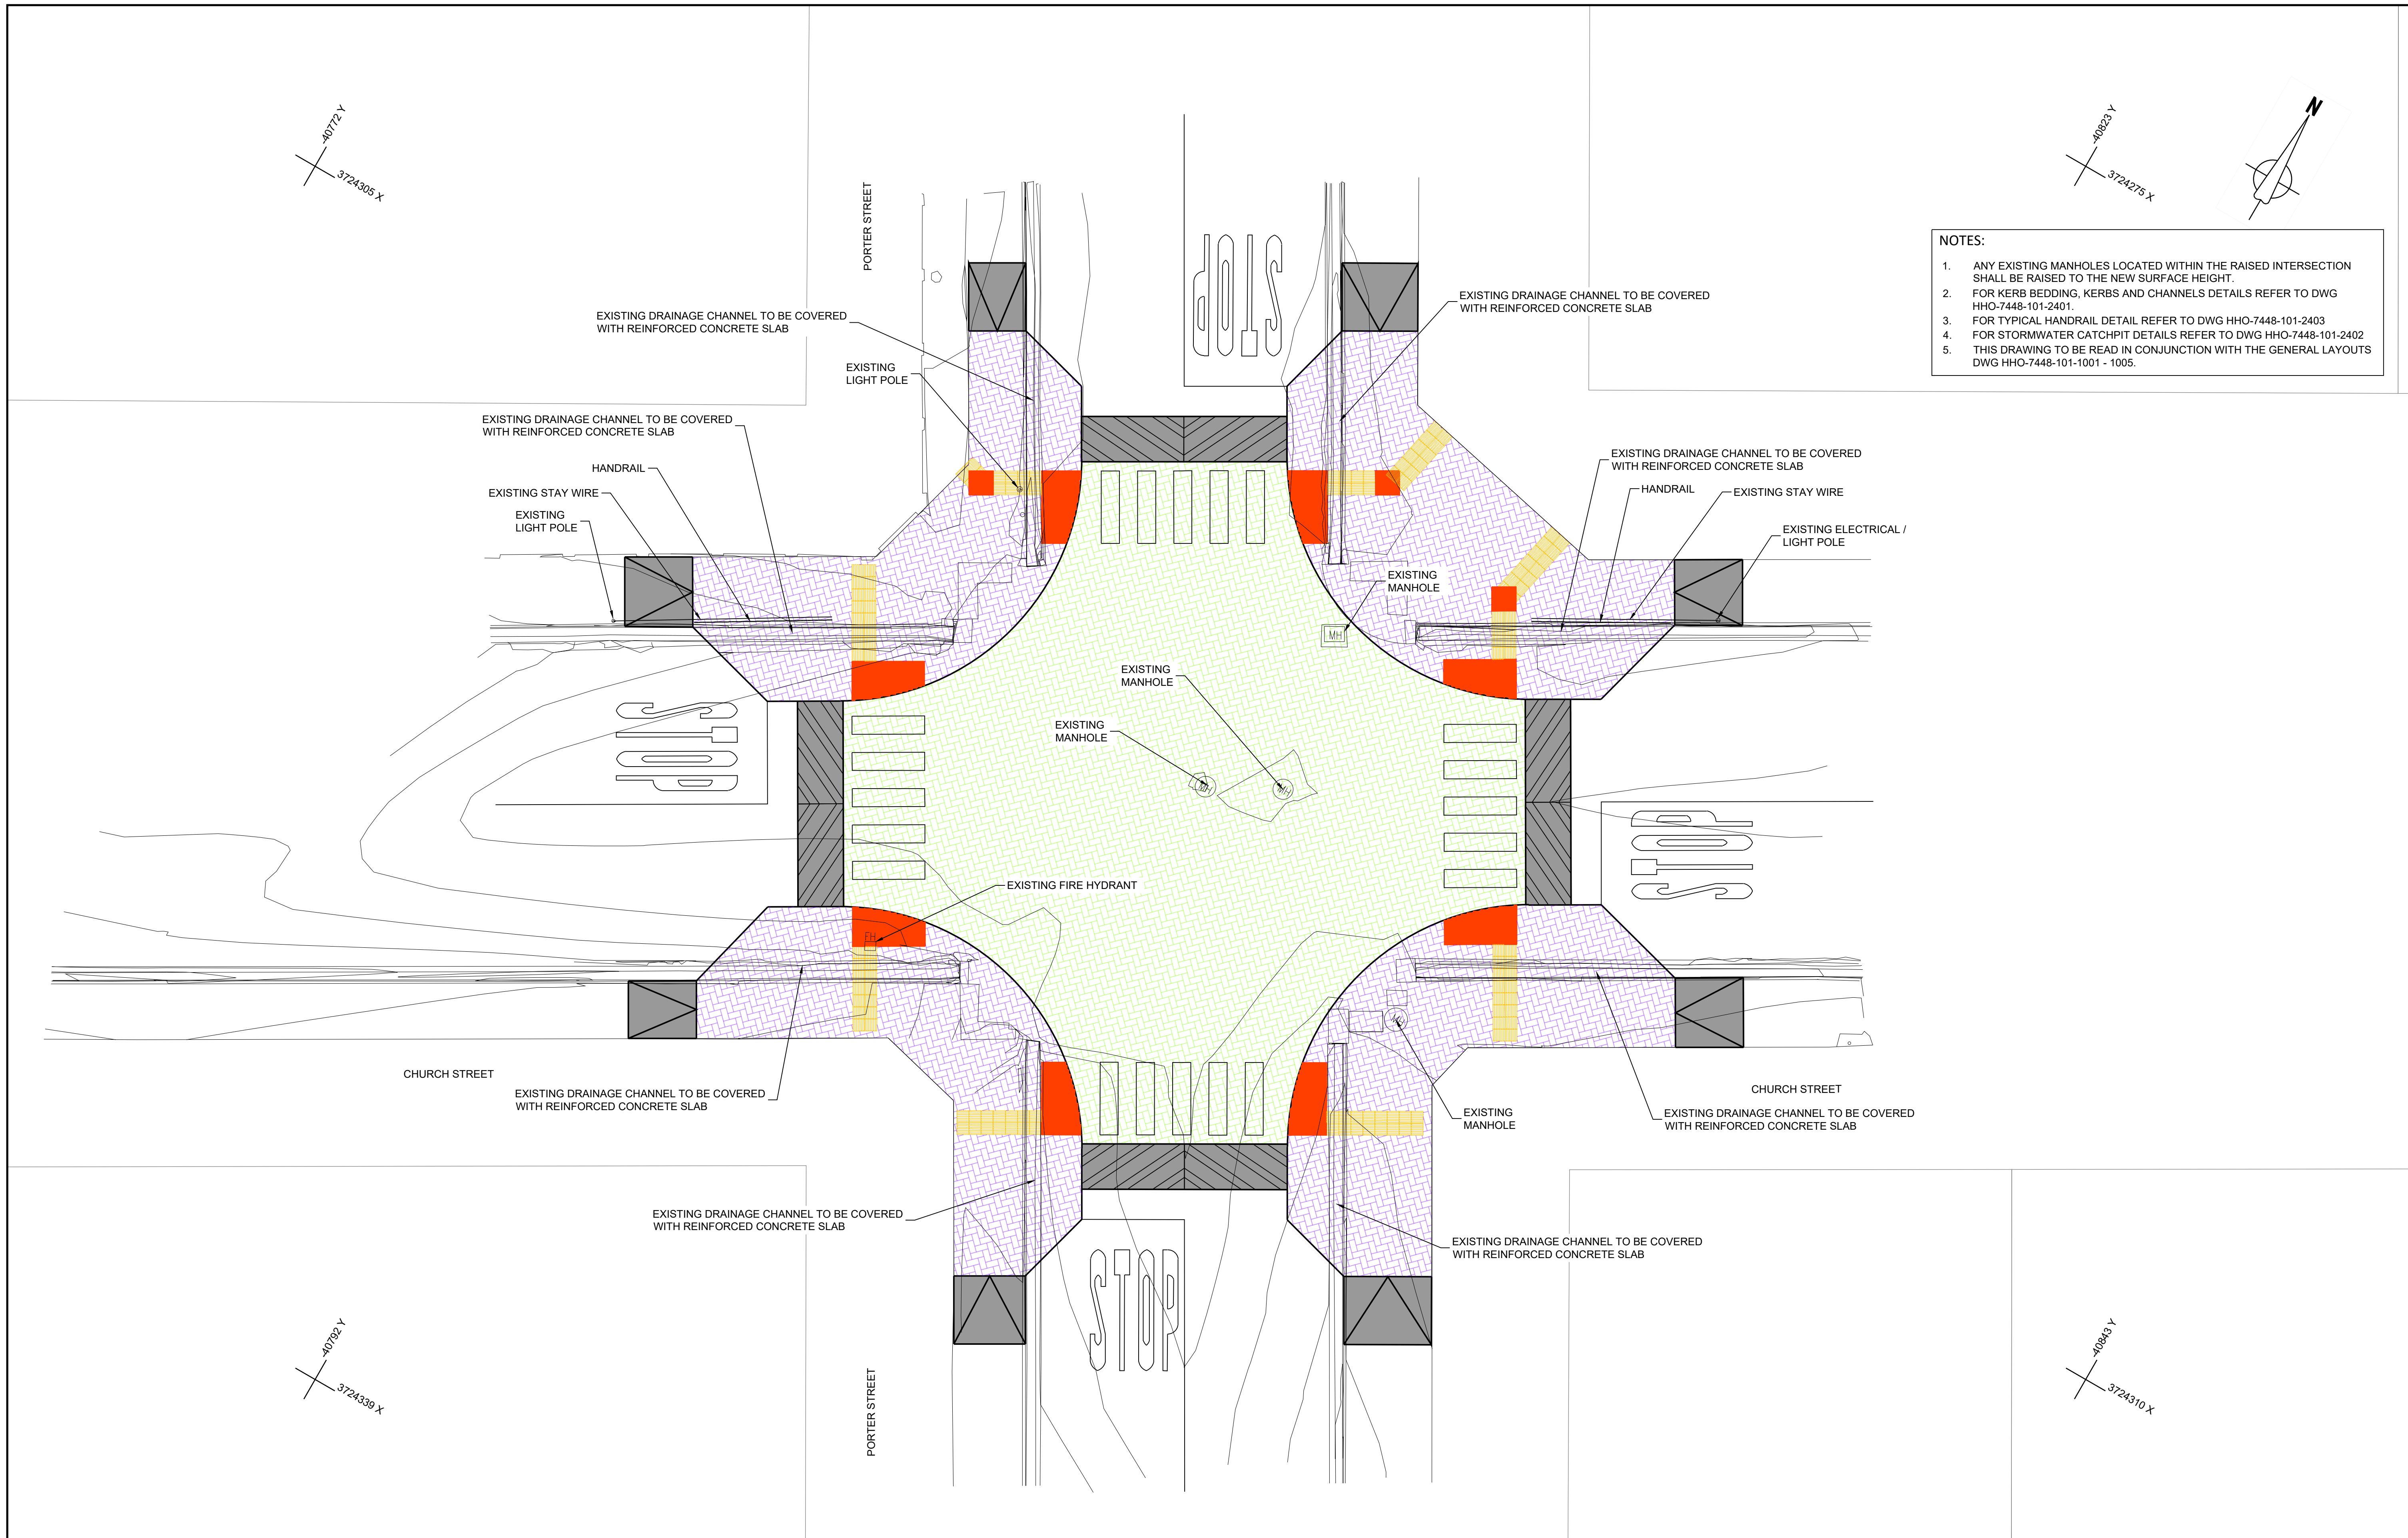 -40772 Y
3724305 X
-40823 Y
3724275 X
N
PORTER STREET
STOP
NOTES:
1. ANY EXISTING MANHOLES LOCATED WITHIN THE RAISED INTERSECTION
SHALL BE RAISED TO THE NEW SURFACE HEIGHT.
2. FOR KERB BEDDING, KERBS AND CHANNELS DETAILS REFER TO DWG
HHO-7448-101-2401.
3. FOR TYPICAL HANDRAIL DETAIL REFER TO DWG HHO-7448-101-2403
4. FOR STORMWATER CATCHPIT DETAILS REFER TO DWG HHO-7448-101-2402
5. THIS DRAWING TO BE READ IN CONJUNCTION WITH THE GENERAL LAYOUTS
DWG HHO-7448-101-1001 - 1005.
EXISTING DRAINAGE CHANNEL TO BE COVERED
WITH REINFORCED CONCRETE SLAB
EXISTING DRAINAGE CHANNEL TO BE COVERED
WITH REINFORCED CONCRETE SLAB
EXISTING
LIGHT POLE
EXISTING DRAINAGE CHANNEL TO BE COVERED
WITH REINFORCED CONCRETE SLAB
HANDRAIL
EXISTING STAY WIRE
EXISTING
LIGHT POLE
EXISTING DRAINAGE CHANNEL TO BE COVERED
WITH REINFORCED CONCRETE SLAB
HANDRAIL
EXISTING STAY WIRE
EXISTING ELECTRICAL /
LIGHT POLE
EXISTING
MANHOLE
MH
EXISTING
MANHOLE
EXISTING
MANHOLE
MH
MH
STOP
STOP
EXISTING FIRE HYDRANT
FH
MH
CHURCH STREET
EXISTING DRAINAGE CHANNEL TO BE COVERED
WITH REINFORCED CONCRETE SLAB
CHURCH STREET
EXISTING
MANHOLE
EXISTING DRAINAGE CHANNEL TO BE COVERED
WITH REINFORCED CONCRETE SLAB
EXISTING DRAINAGE CHANNEL TO BE COVERED
WITH REINFORCED CONCRETE SLAB
EXISTING DRAINAGE CHANNEL TO BE COVERED
WITH REINFORCED CONCRETE SLAB
STOP
-40792 Y
3724339 X
PORTER STREET
-40843 Y
3724310 X